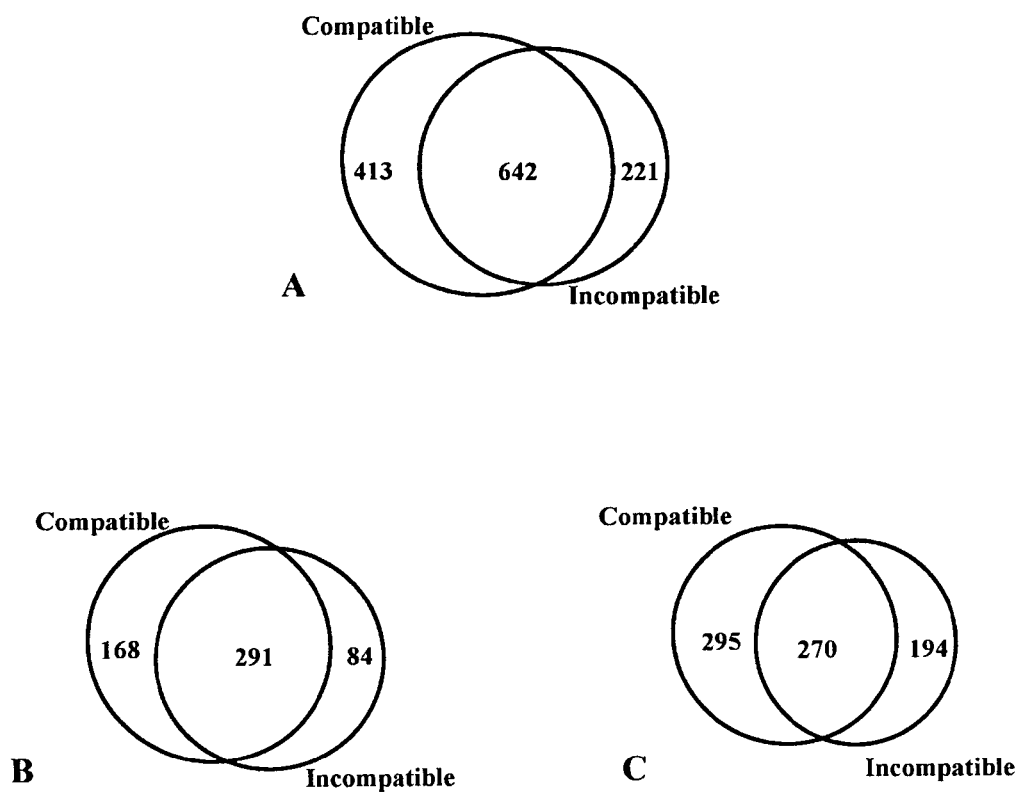 Compatible
413 642 221
A
Incompatible
Compatible
168 291 84
B
Incompatible
Compatible
295 270 194
C
Incompatible